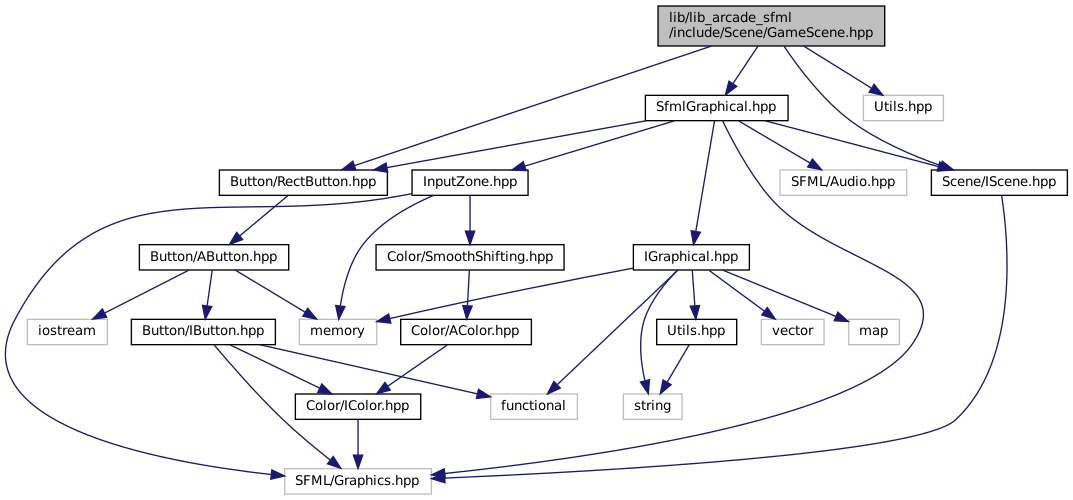 lib/lib_arcade_sfml
/include/Scene/GameScene.hpp
SfmlGraphical.hpp
Utils.hpp
Button/RectButton.hpp
InputZone.hpp
SFML/Audio.hpp
Scene/IScene.hpp
Button/AButton.hpp
Color/SmoothShifting.hpp
IGraphical.hpp
iostream
Button/IButton.hpp
memory
Color/AColor.hpp
Utils.hpp
vector
map
Color/IColor.hpp
functional
string
SFML/Graphics.hpp